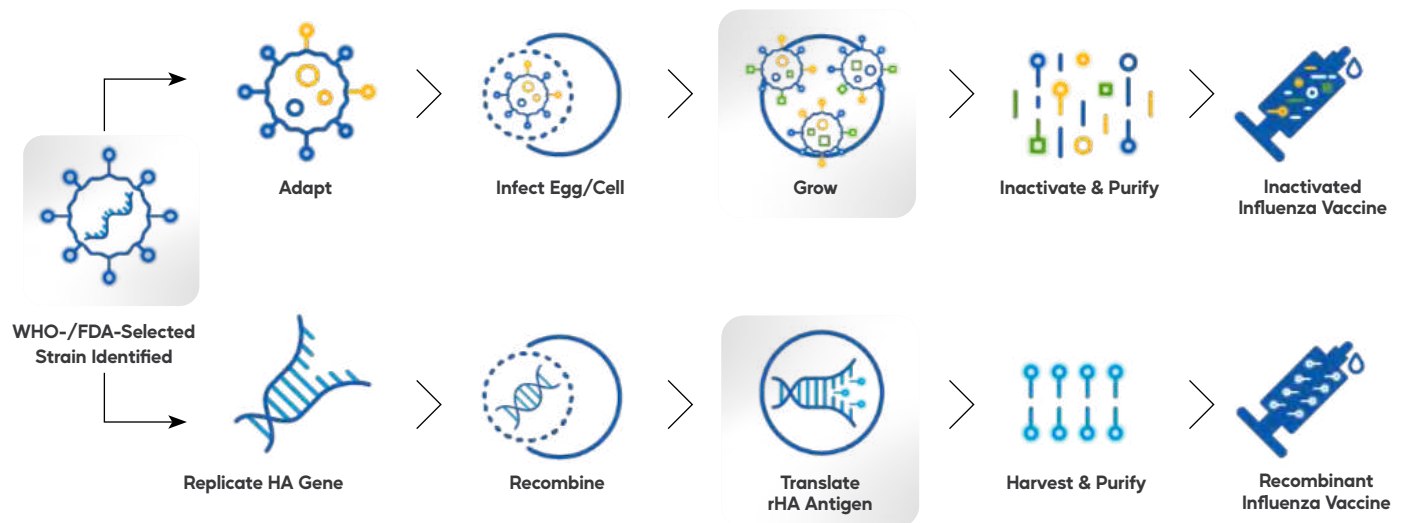 WHO-/FDA-Selected
Strain Identified
Adapt
Infect Egg/Cell
Grow
Inactivate & Purify
Inactivated
Influenza Vaccine
Replicate HA Gene
Recombine
Translate
rHA Antigen
Harvest & Purify
Recombinant
Influenza Vaccine